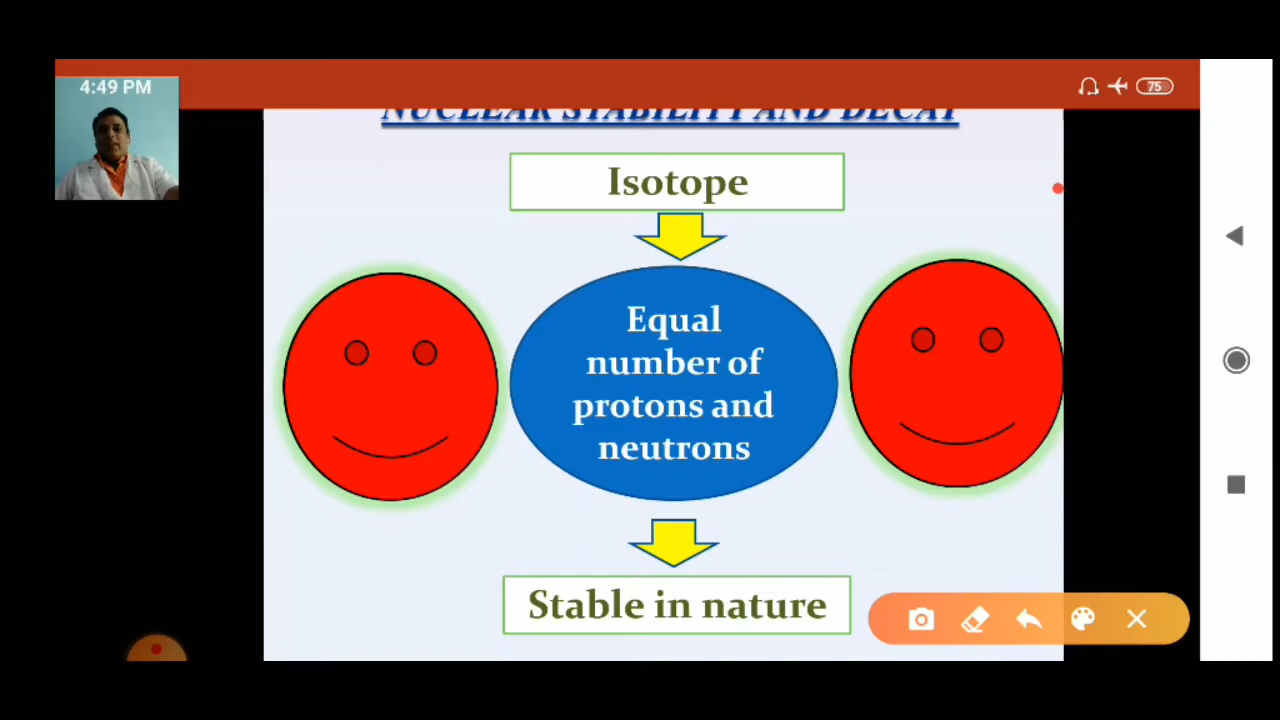 4:49 PM
75
NUCLEAR STABILITY AND DECAY
Isotope
Equal
number of
protons and
neutrons
Stable in nature